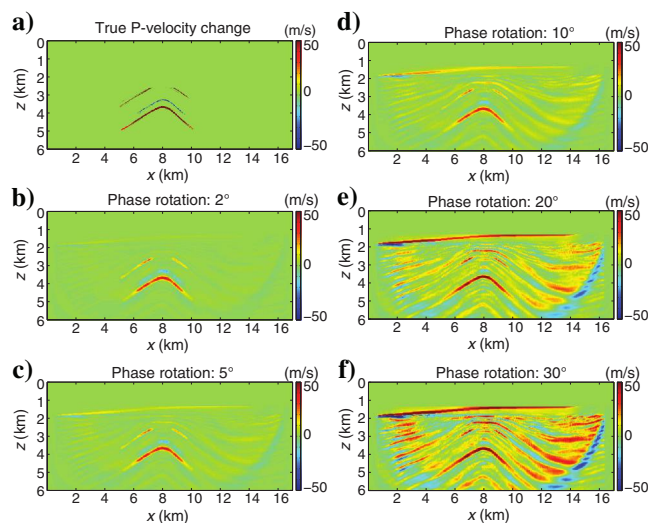 a)
True P-velocity change
(m/s)
50
0
−50
0
1
2
3
4
5
6
z (km)
2 4 6 8 10 12 14 16
x (km)
b)
Phase rotation: 2°
(m/s)
50
0
−50
0
1
2
3
4
5
6
z (km)
2 4 6 8 10 12 14 16
x (km)
c)
Phase rotation: 5°
(m/s)
50
0
−50
0
1
2
3
4
5
6
z (km)
2 4 6 8 10 12 14 16
x (km)
d)
Phase rotation: 10°
(m/s)
50
0
−50
0
1
2
3
4
5
6
z (km)
2 4 6 8 10 12 14 16
x (km)
e)
Phase rotation: 20°
(m/s)
50
0
−50
0
1
2
3
4
5
6
z (km)
2 4 6 8 10 12 14 16
x (km)
f)
Phase rotation: 30°
(m/s)
50
0
−50
0
1
2
3
4
5
6
z (km)
2 4 6 8 10 12 14 16
x (km)